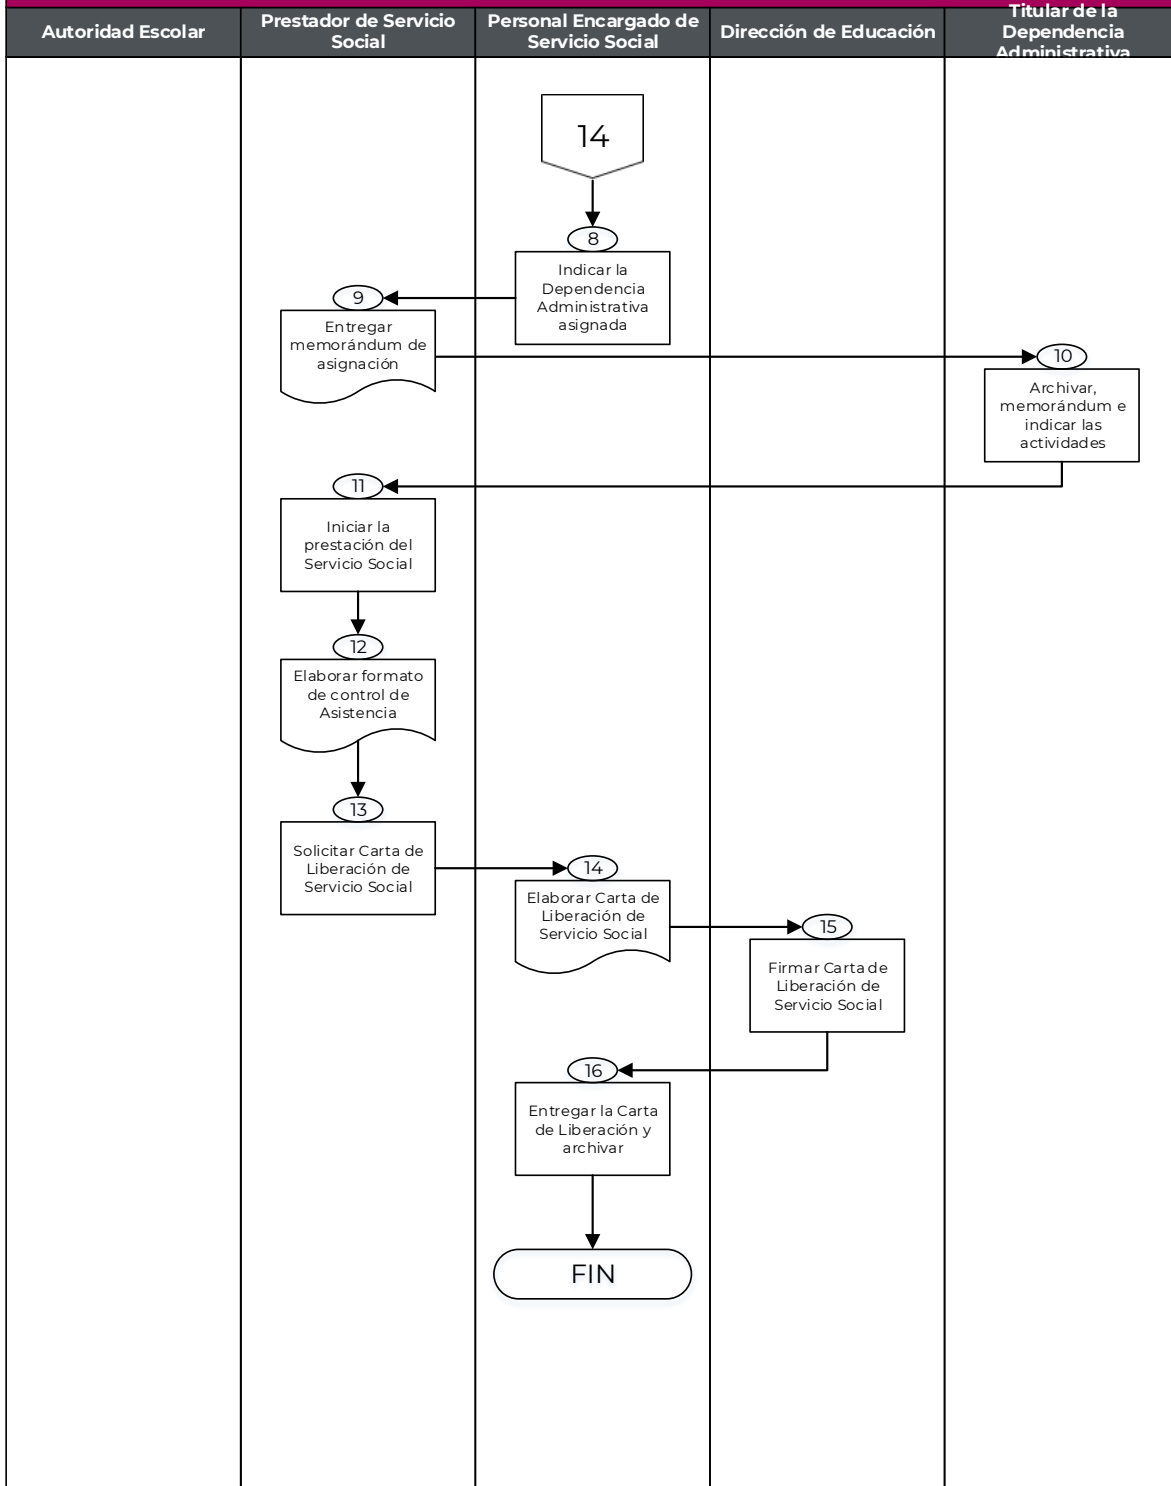 Autoridad Escolar
Prestador de Servicio
Social
Personal Encargado de
Servicio Social
Dirección de Educación
Titular de la
Dependencia
Administrativa
14
8
Indicar la
Dependencia
Administrativa
asignada
9
Entregar
memorándum de
asignación
10
Archivar,
memorándum e
indicar las
actividades
11
Iniciar la
prestación del
Servicio Social
12
Elaborar formato
de control de
Asistencia
13
Solicitar Carta de
Liberación de
Servicio Social
14
Elaborar Carta de
Liberación de
Servicio Social
15
Firmar Carta de
Liberación de
Servicio Social
16
Entregar la Carta
de Liberación y
archivar
FIN